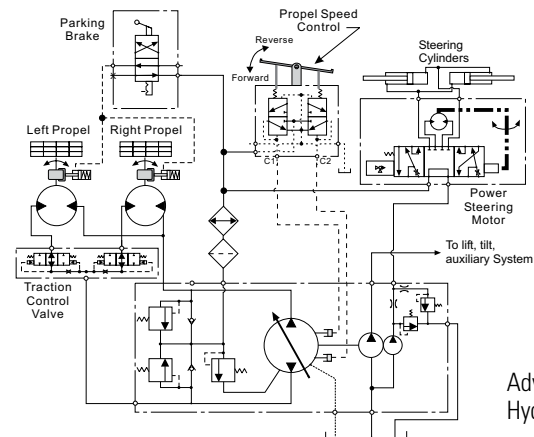 Parking
Brake
Propel Speed
Control
Reverse
Forward
Steering
Cylinders
Left Propel
Right Propel
C1
C2
Power
Steering
Motor
To lift, tilt,
auxiliary System
Traction
Control
Valve
Adv
Hyd